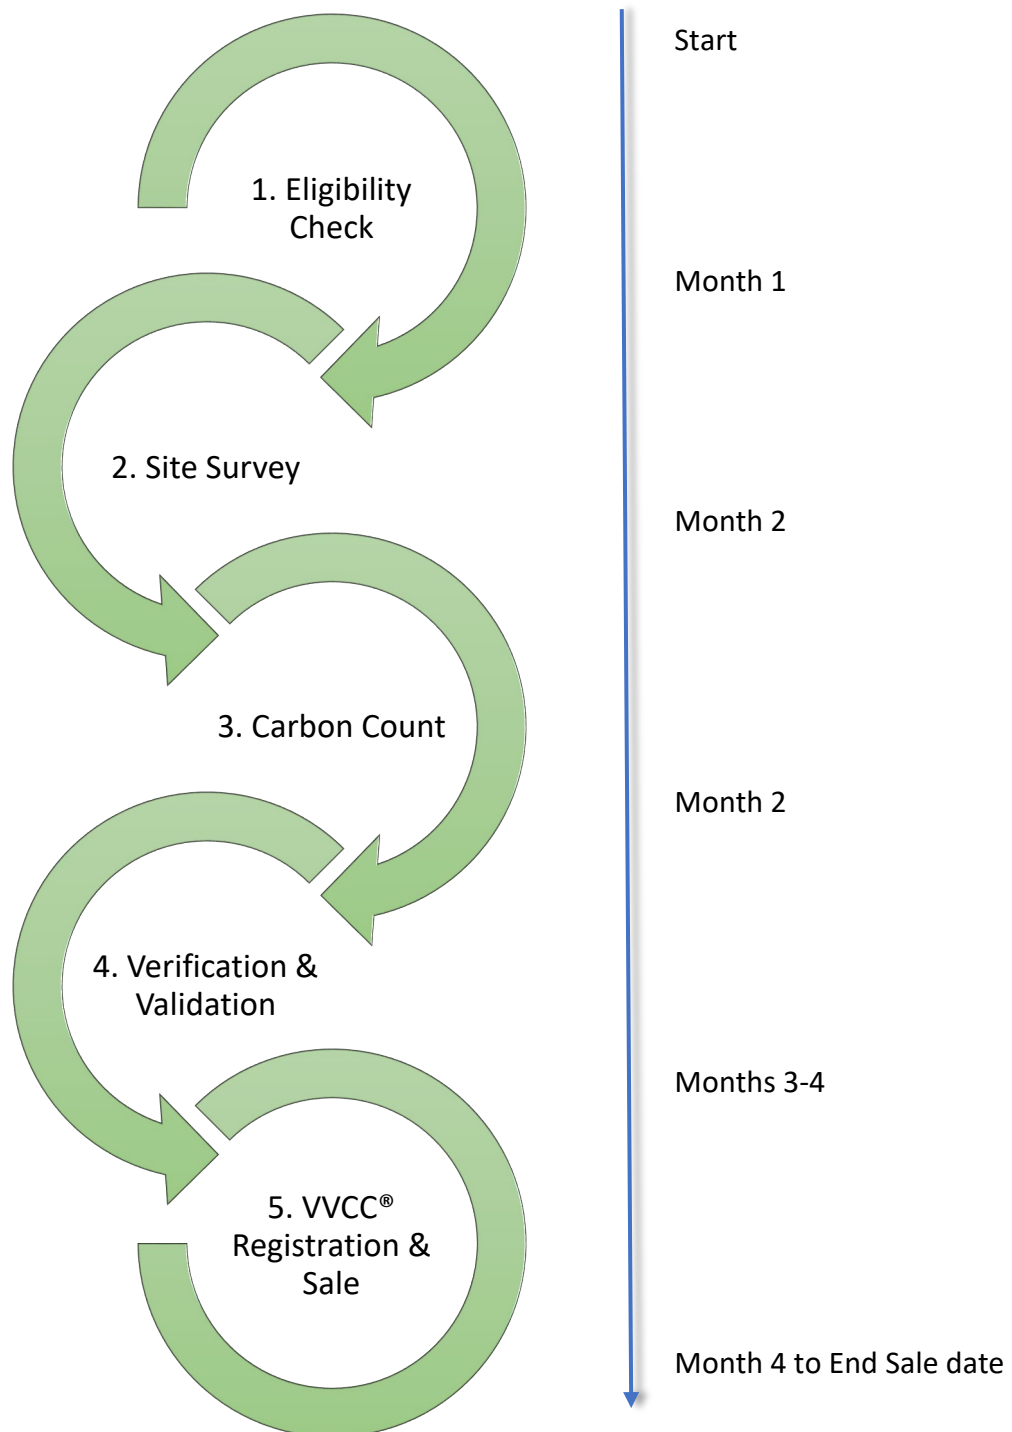 Start
1. Eligibility
Check
Month 1
2. Site Survey
Month 2
3. Carbon Count
Month 2
4. Verification &
Validation
Months 3-4
5. VVCC®
Registration &
Sale
Month 4 to End Sale date